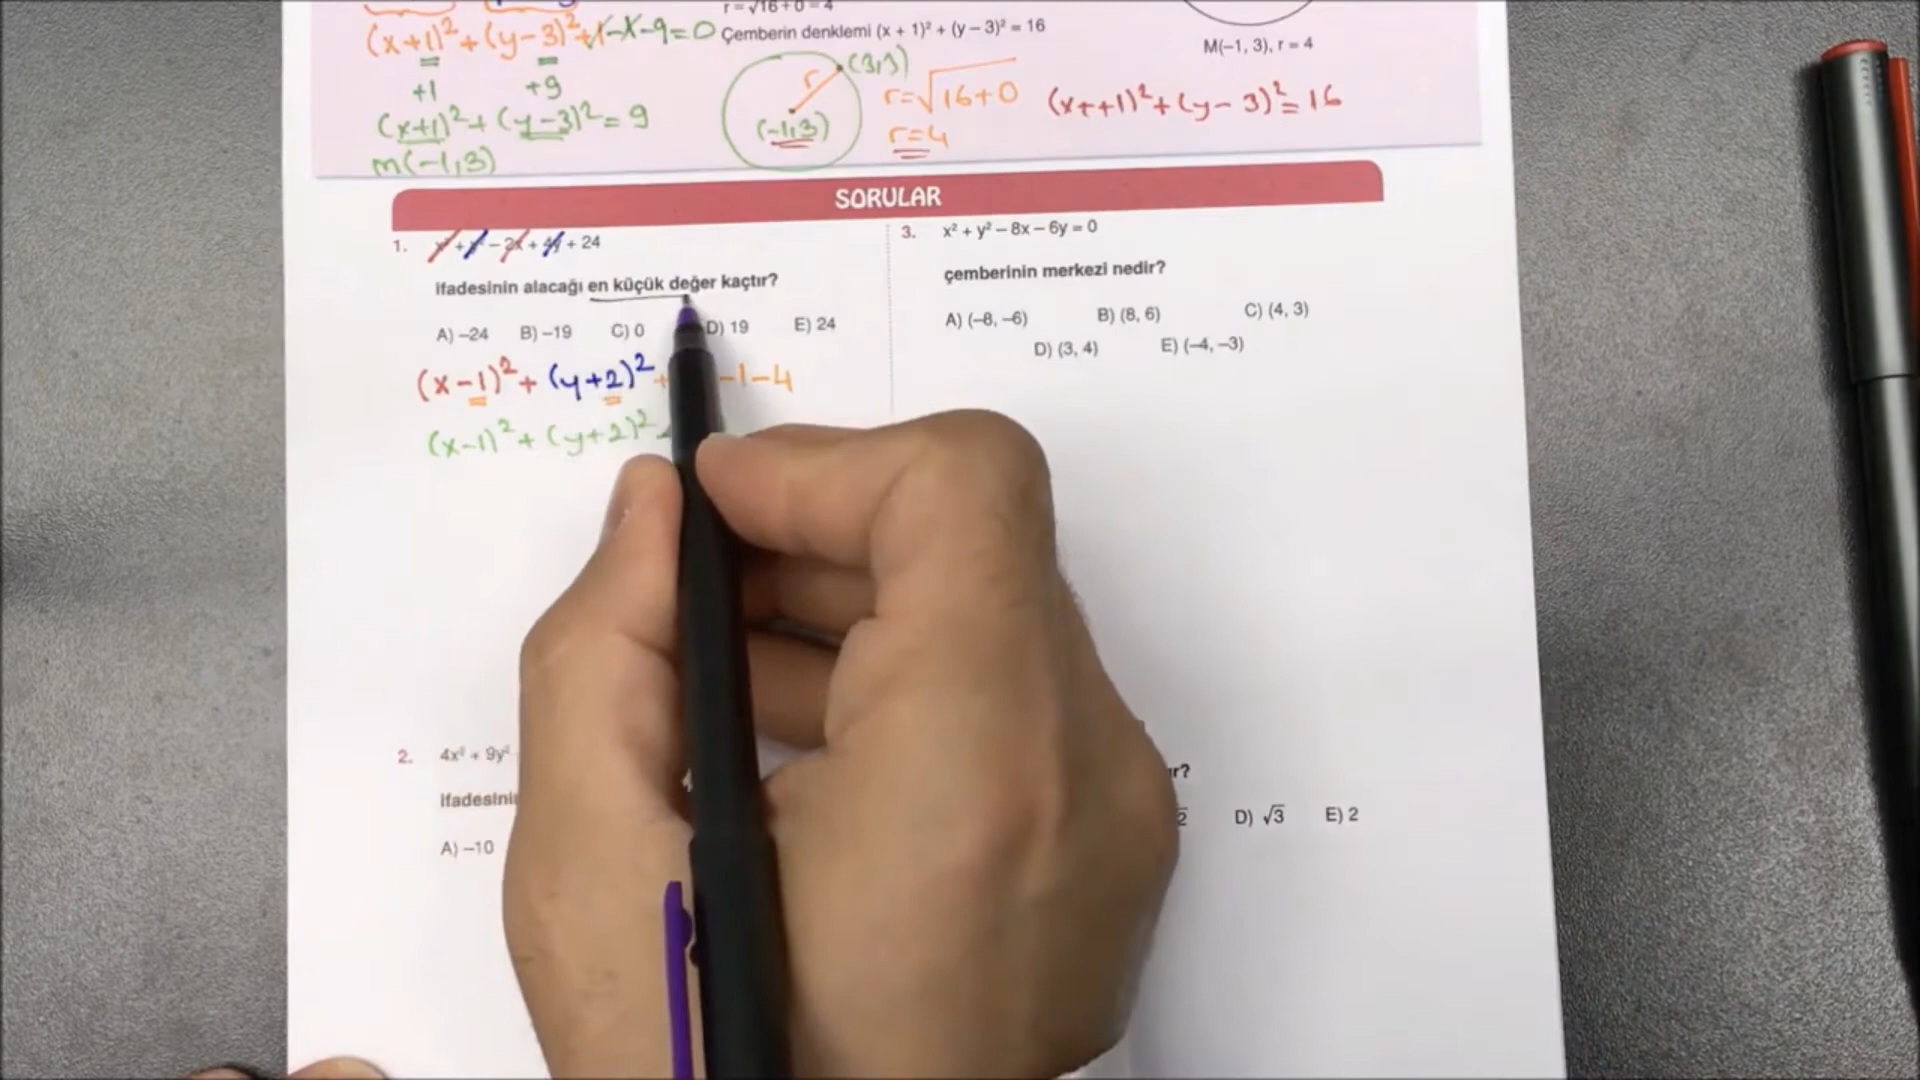 r = √16 + 0 = 4
(x+1)² + (y-3)² -x-9=0
Çemberin denklemi (x + 1)² + (y – 3)² = 16
M(–1, 3), r = 4
+1 +9
(3,3)
r
r=√16+0
(x++1)²+(y-3)²=16
(x+1)²+(y-3)²=9
(-1,3)
r=4
m(-1,3)
SORULAR
1. x² + y² – 2x + 4y + 24
ifadesinin alacağı en küçük değer kaçtır?
A) –24 B) –19 C) 0 D) 19 E) 24
(x-1)²+(y+2)²+ -1-4
(x-1)²+(y+2)²
3. x² + y² – 8x – 6y = 0
çemberinin merkezi nedir?
A) (–8, –6) B) (8, 6) C) (4, 3)
D) (3, 4) E) (–4, –3)
2. 4x² + 9y²
A) –10
D) √3 E) 2